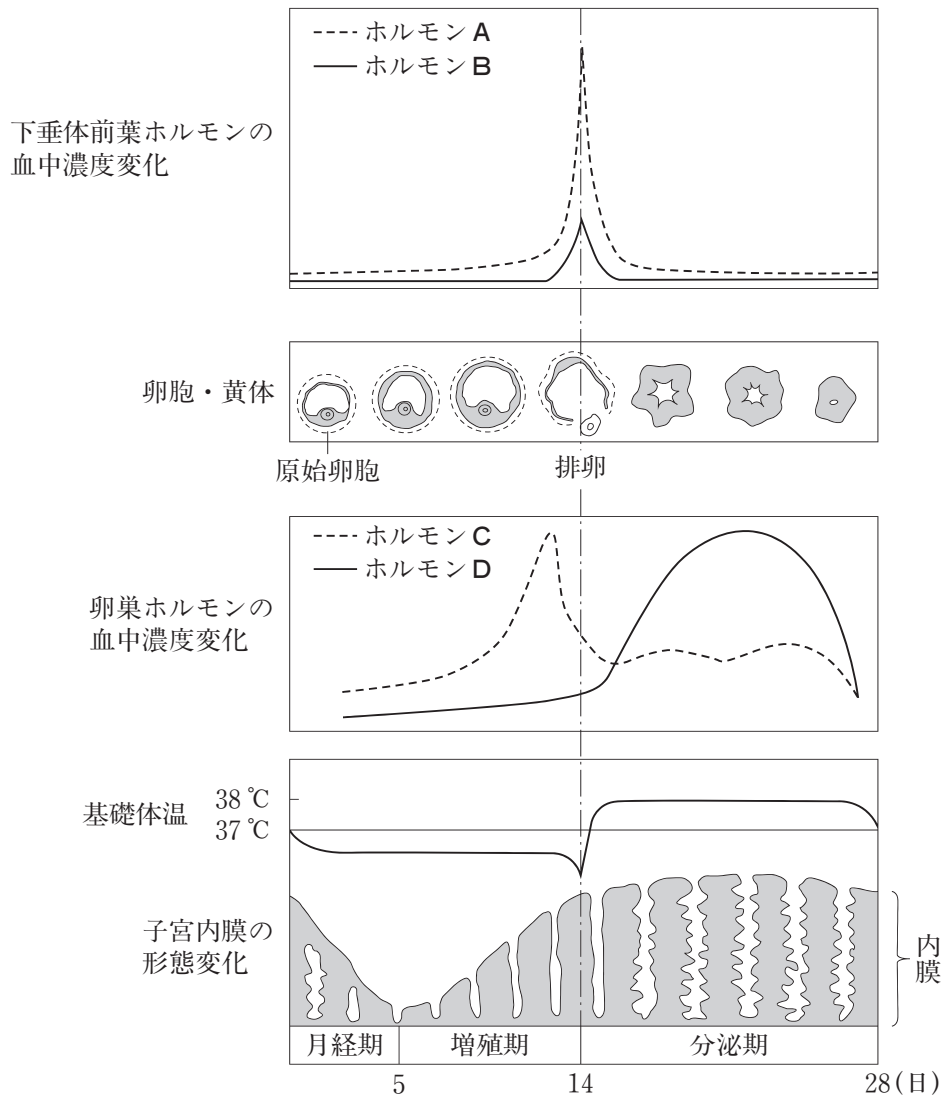 ホルモンA
ホルモンB
下垂体前葉ホルモンの
血中濃度変化
卵胞・黄体
原始卵胞
排卵
ホルモンC
ホルモンD
卵巣ホルモンの
血中濃度変化
基礎体温
38 ℃
37 ℃
子宮内膜の
形態変化
内膜
月経期
増殖期
分泌期
5
14
28(日)